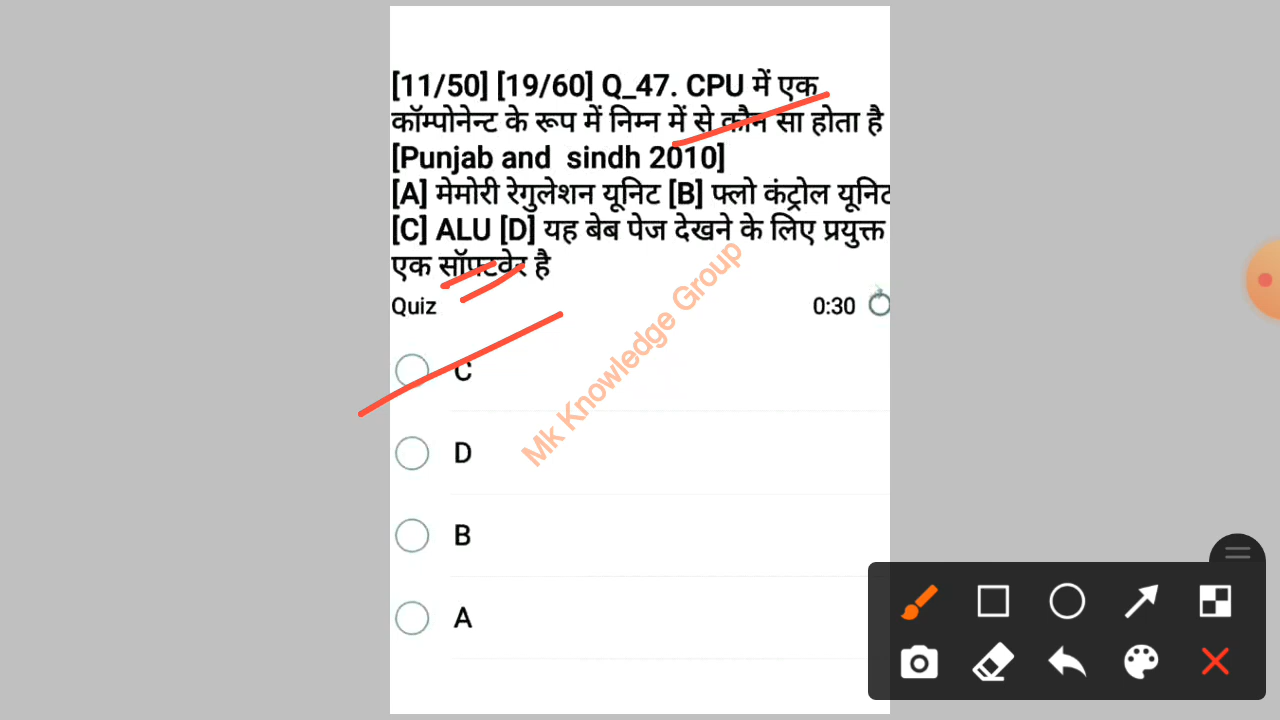 [11/50] [19/60] Q_47. CPU में एक
कॉम्पोनेन्ट के रूप में निम्न में से कौन सा होता है
[Punjab and sindh 2010]
[A] मेमोरी रेगुलेशन यूनिट [B] फ्लो कंट्रोल यूनिट
[C] ALU [D] यह बेब पेज देखने के लिए प्रयुक्त
एक सॉफ्टवेर है
Quiz 0:30
C
D
B
A
Mk Knowledge Group